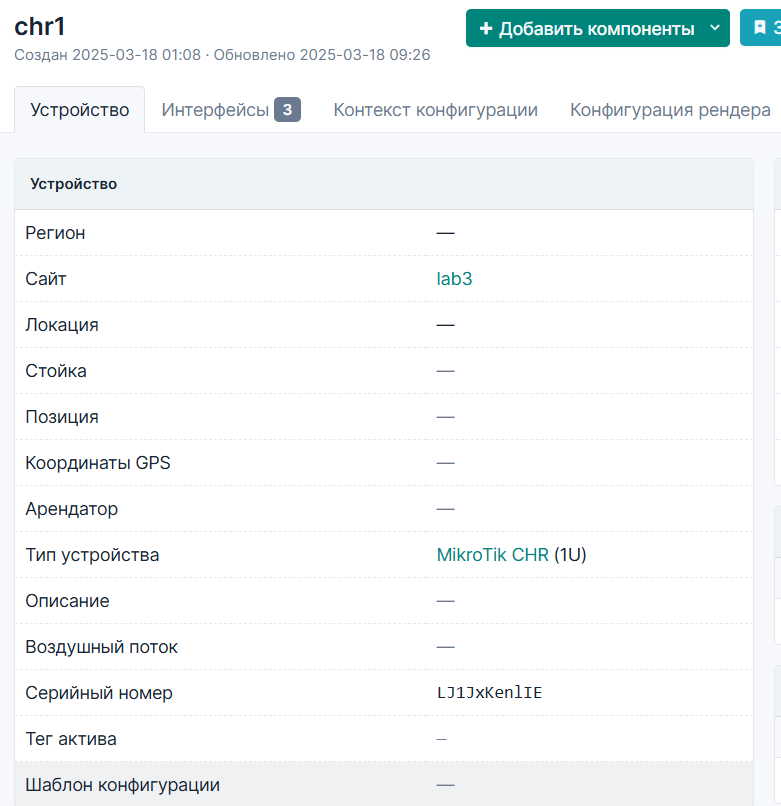 chr1
+ Добавить компоненты
Создан 2025-03-18 01:08 · Обновлено 2025-03-18 09:26
Устройство Интерфейсы 3 Контекст конфигурации Конфигурация рендера
Устройство
Регион —
Сайт lab3
Локация —
Стойка —
Позиция —
Координаты GPS —
Арендатор —
Тип устройства MikroTik CHR (1U)
Описание —
Воздушный поток —
Серийный номер LJ1JxKenlIE
Тег актива –
Шаблон конфигурации —